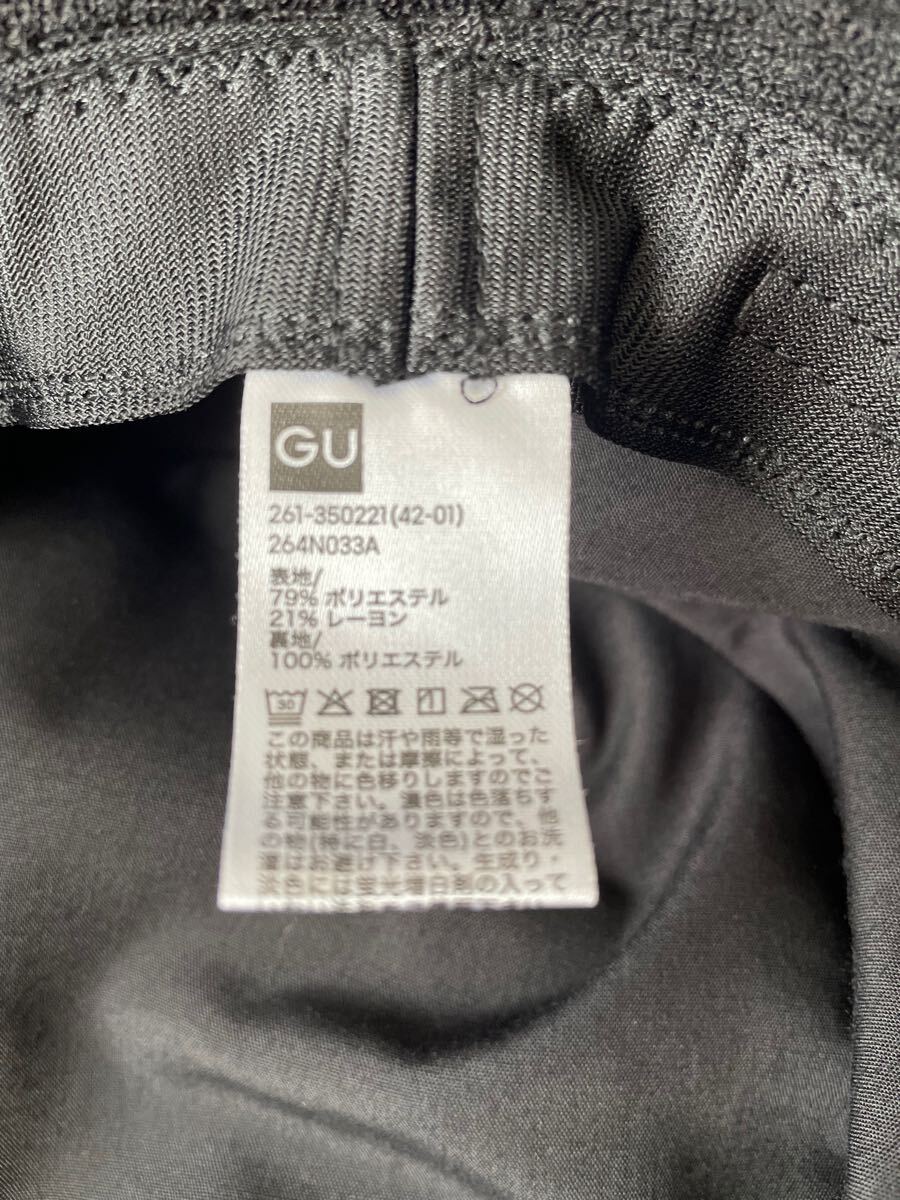 GU
261-350221(42-01)
264N033A
表地/
79% ポリエステル
21% レーヨン
裏地/
100% ポリエステル
30
この商品は汗や雨等で湿った
状態、または摩擦によって、
他の物に色移りしますのでご
注意下さい。濃色は色落ちす
る可能性がありますので、他
の物(特に白、淡色)とのお洗
濯はお避け下さい。生成り・
淡色には蛍光増白剤の入って